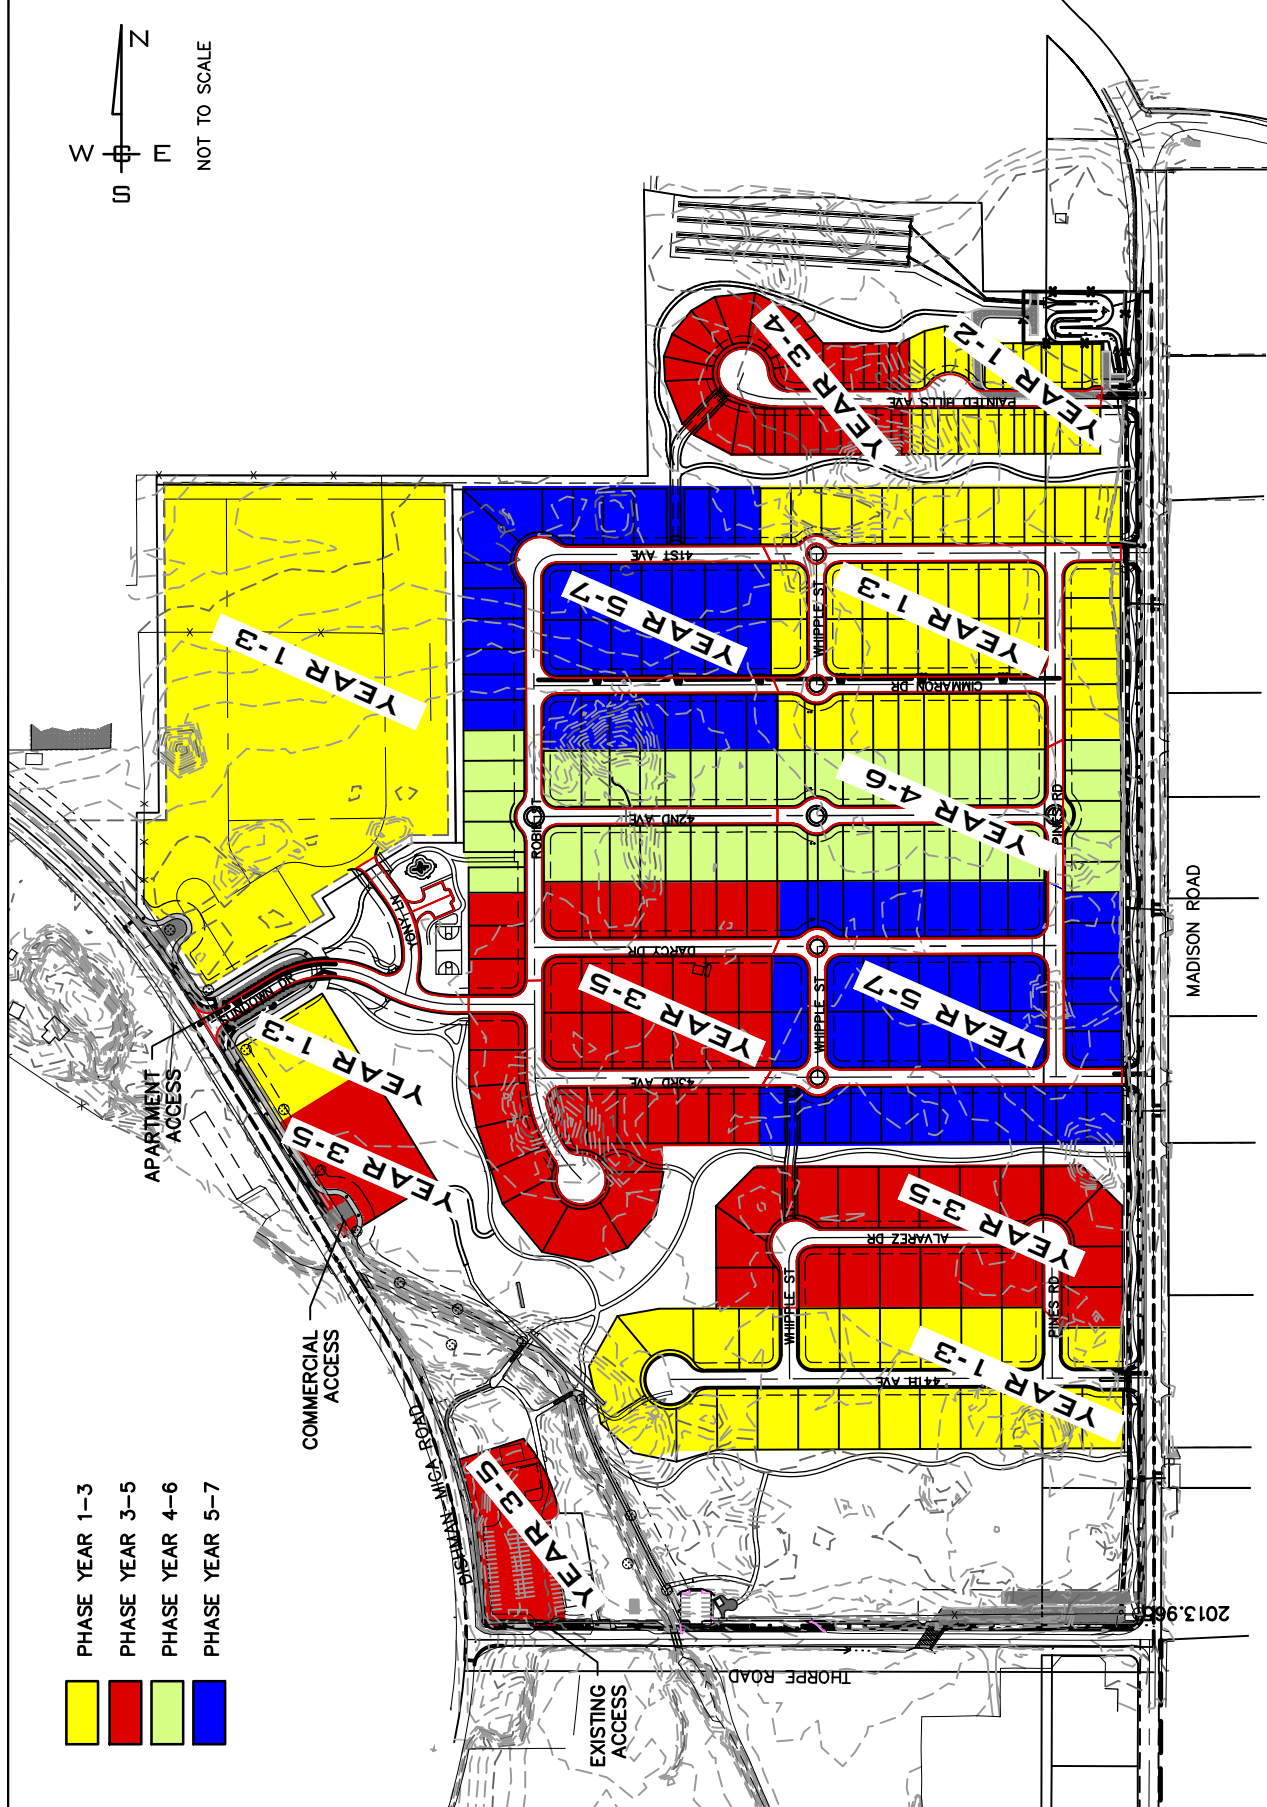 N
W E
S
NOT TO SCALE
YEAR 3-4
YEAR 1-2
PAINTED HILLS AVE
YEAR 1-3
41ST AVE
YEAR 5-7
WHIPPLE ST
YEAR 1-3
CIMMARON DR
YEAR 4-6
ROBIE ST
42ND AVE
PINES RD
TONY LN
SUNDOWN DR
DARCY DR
YEAR 3-5
WHIPPLE ST
YEAR 5-7
43RD AVE
MADISON ROAD
APARTMENT
ACCESS
YEAR 1-3
YEAR 3-5
YEAR 3-5
ALVAREZ DR
WHIPPLE ST
PINES RD
YEAR 1-3
44TH AVE
COMMERCIAL
ACCESS
DISHMAN-MICA ROAD
YEAR 3-5
THORPE ROAD
EXISTING
ACCESS
PHASE YEAR 1-3
PHASE YEAR 3-5
PHASE YEAR 4-6
PHASE YEAR 5-7